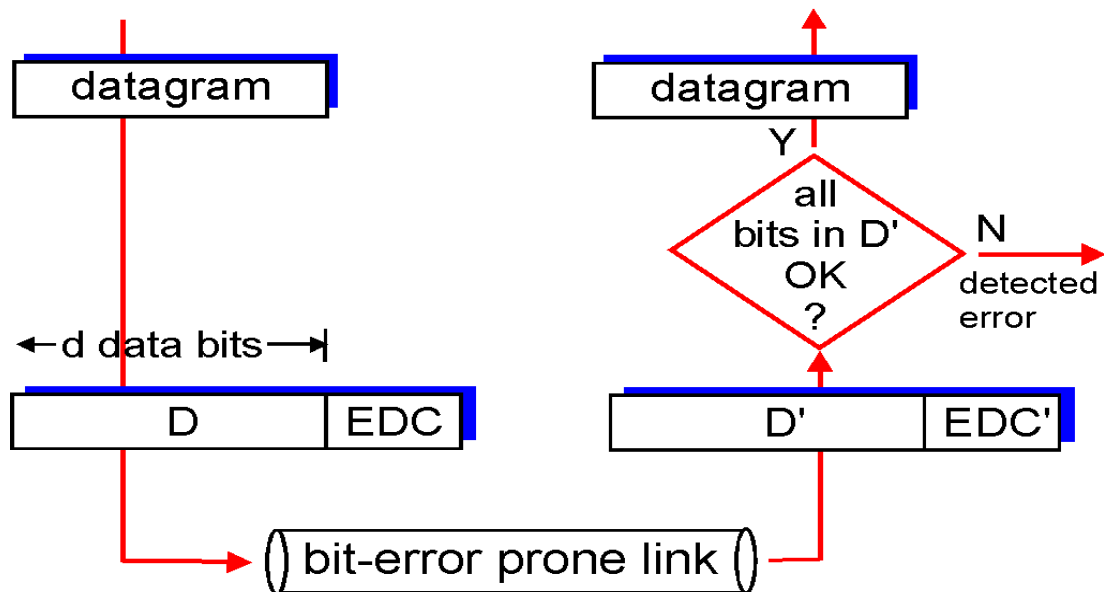 datagram
d data bits
D
EDC
bit-error prone link
datagram
Y
all
bits in D'
OK
?
N
detected
error
D'
EDC'